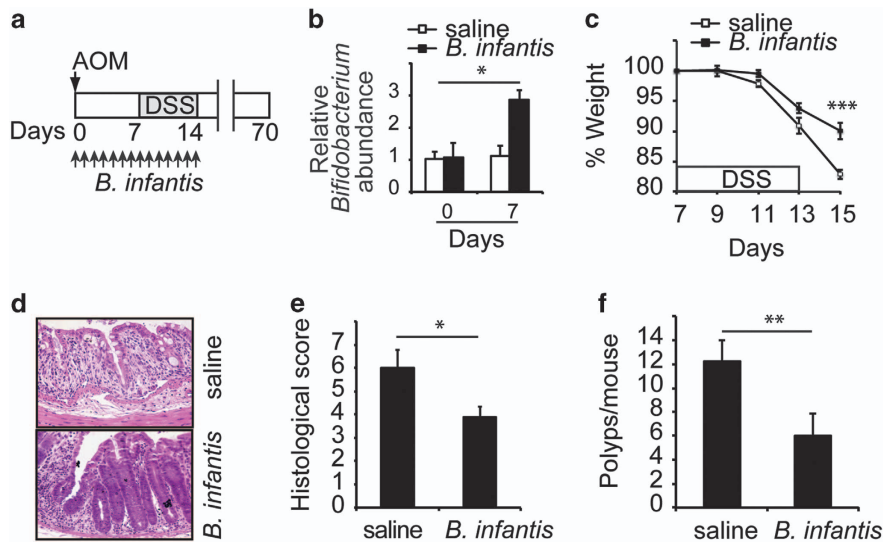 a
AOM
DSS
Days 0 7 14 70
B. infantis
b
saline
B. infantis
*
Relative
Bifidobacterium
abundance
3
2
1
0
0 7
Days
c
saline
B. infantis
***
% Weight
100
95
90
85
80
DSS
7 9 11 13 15
Days
d
saline
B. infantis
e
*
Histological score
7
6
5
4
3
2
1
0
saline B. infantis
f
**
Polyps/mouse
14
12
10
8
6
4
2
0
saline B. infantis